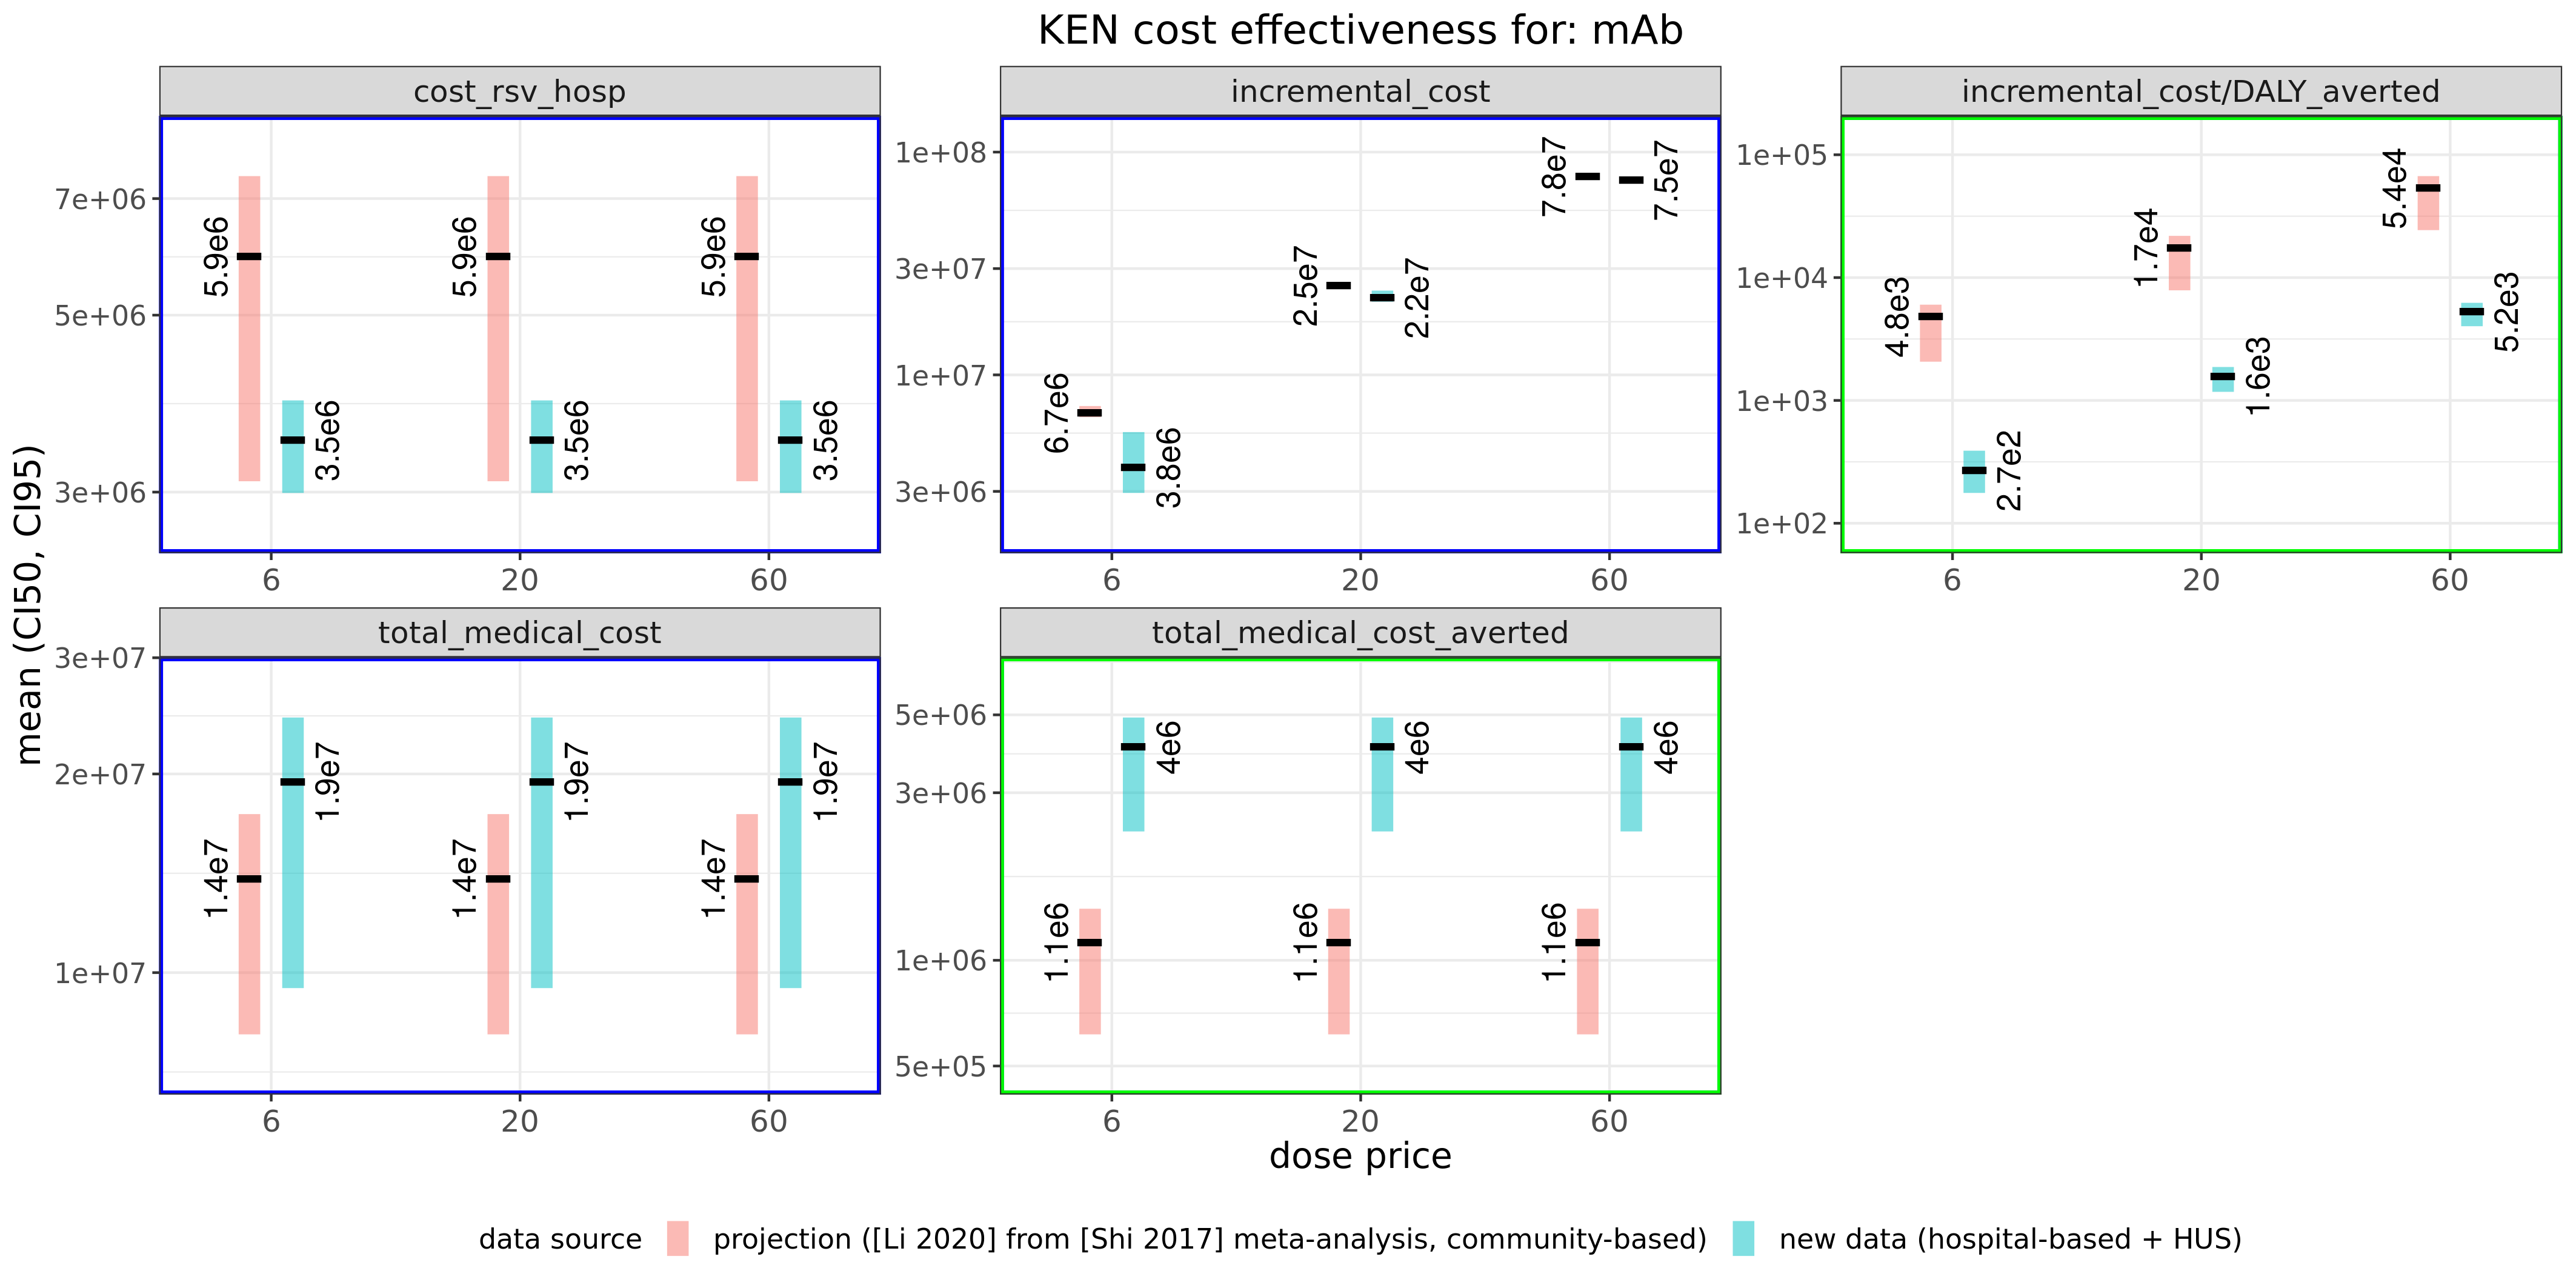 KEN cost effectiveness for: mAb
mean (CI50, CI95)
cost_rsv_hosp
7e+06
5e+06
3e+06
5.9e6
3.5e6
5.9e6
3.5e6
5.9e6
3.5e6
6
20
60
incremental_cost
1e+08
3e+07
1e+07
3e+06
6.7e6
3.8e6
2.5e7
2.2e7
7.8e7
7.5e7
6
20
60
incremental_cost/DALY_averted
1e+05
1e+04
1e+03
1e+02
4.8e3
2.7e2
1.7e4
1.6e3
5.4e4
5.2e3
6
20
60
total_medical_cost
3e+07
2e+07
1e+07
1.4e7
1.9e7
1.4e7
1.9e7
1.4e7
1.9e7
6
20
60
total_medical_cost_averted
5e+06
3e+06
1e+06
5e+05
1.1e6
4e6
1.1e6
4e6
1.1e6
4e6
6
20
60
dose price
data source projection ([Li 2020] from [Shi 2017] meta-analysis, community-based) new data (hospital-based + HUS)